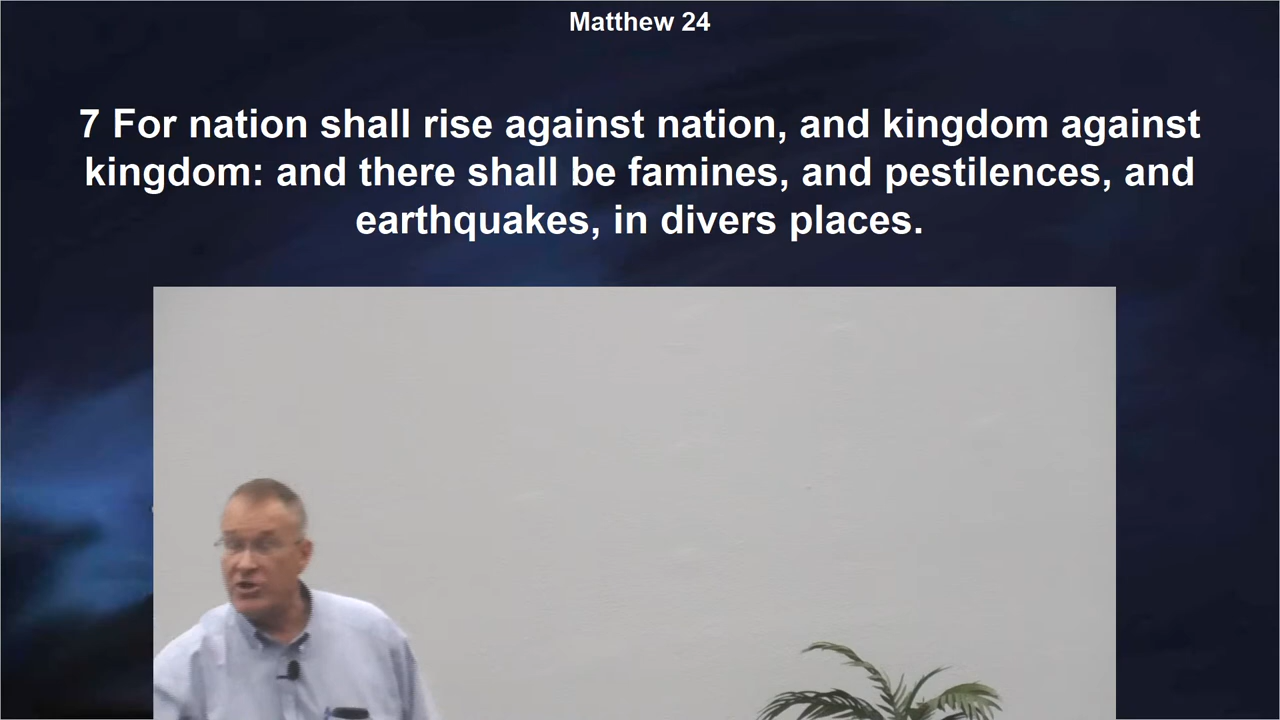 Matthew 24
7 For nation shall rise against nation, and kingdom against
kingdom: and there shall be famines, and pestilences, and
earthquakes, in divers places.